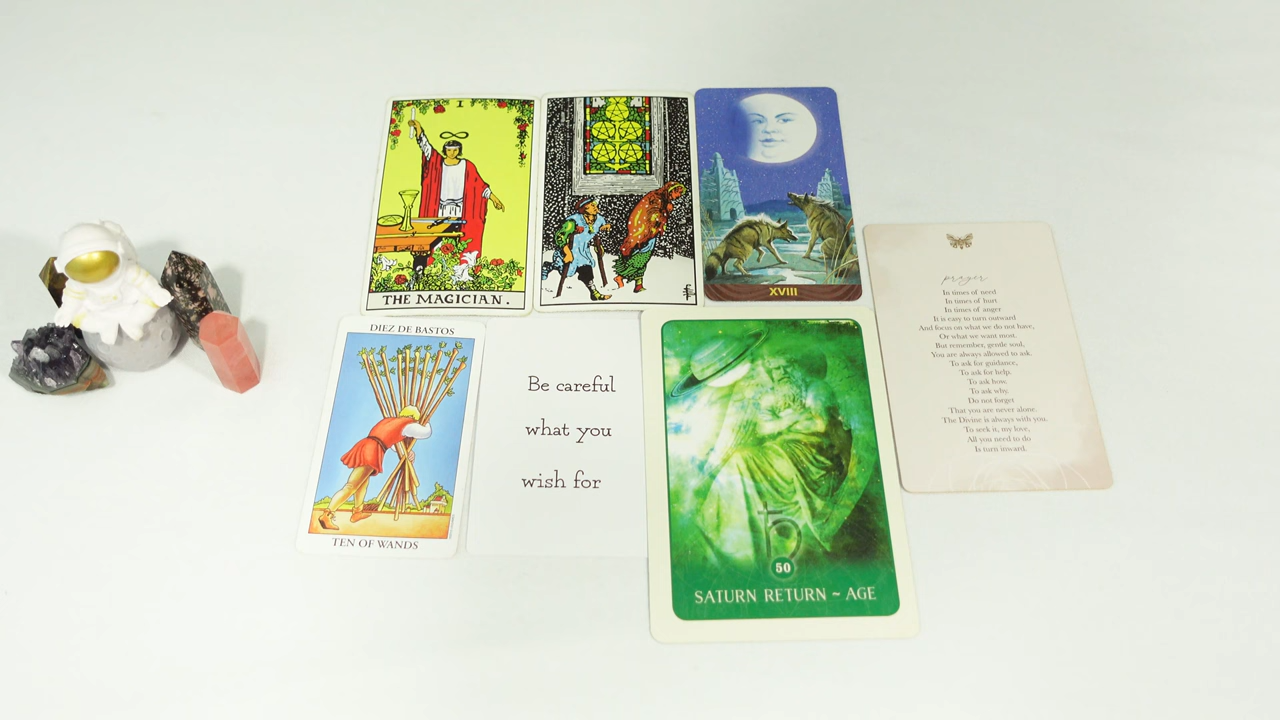 I
THE MAGICIAN.
XVIII
DIEZ DE BASTOS
TEN OF WANDS
Be careful
what you
wish for
50
SATURN RETURN ~ AGE
prayer
In times of need
In times of hurt
In times of anger
It is easy to turn outward
And focus on what we do not have,
Or what we want most.
But remember, gentle soul,
You are always allowed to ask.
To ask for guidance,
To ask for help.
To ask how.
To ask why.
Do not forget
That you are never alone.
The Divine is always with you.
To seek it, my love,
All you need to do
Is turn inward.